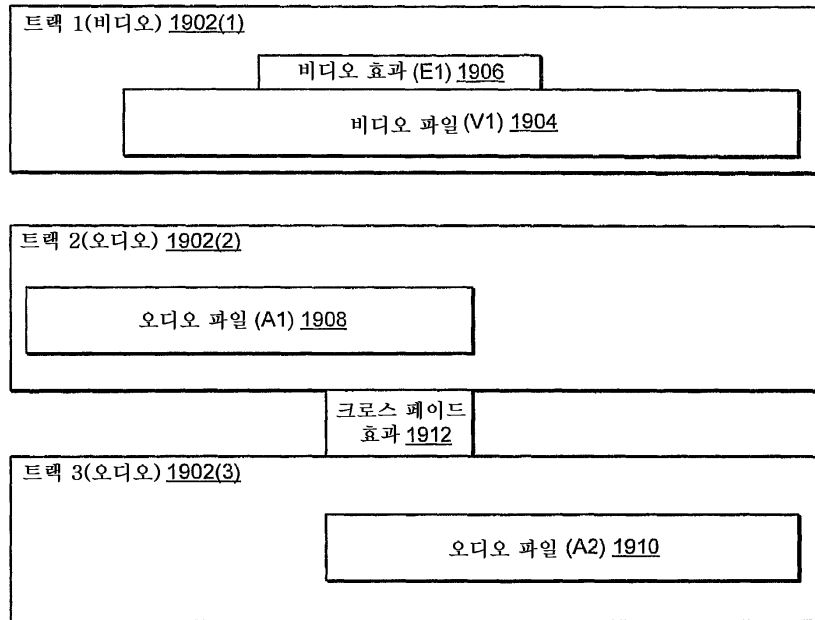 트랙 1(비디오) 1902(1)
비디오 효과(E1) 1906
비디오 파일(V1) 1904
트랙 2(오디오) 1902(2)
오디오 파일(A1) 1908
크로스 페이드
효과 1912
트랙 3(오디오) 1902(3)
오디오 파일(A2) 1910